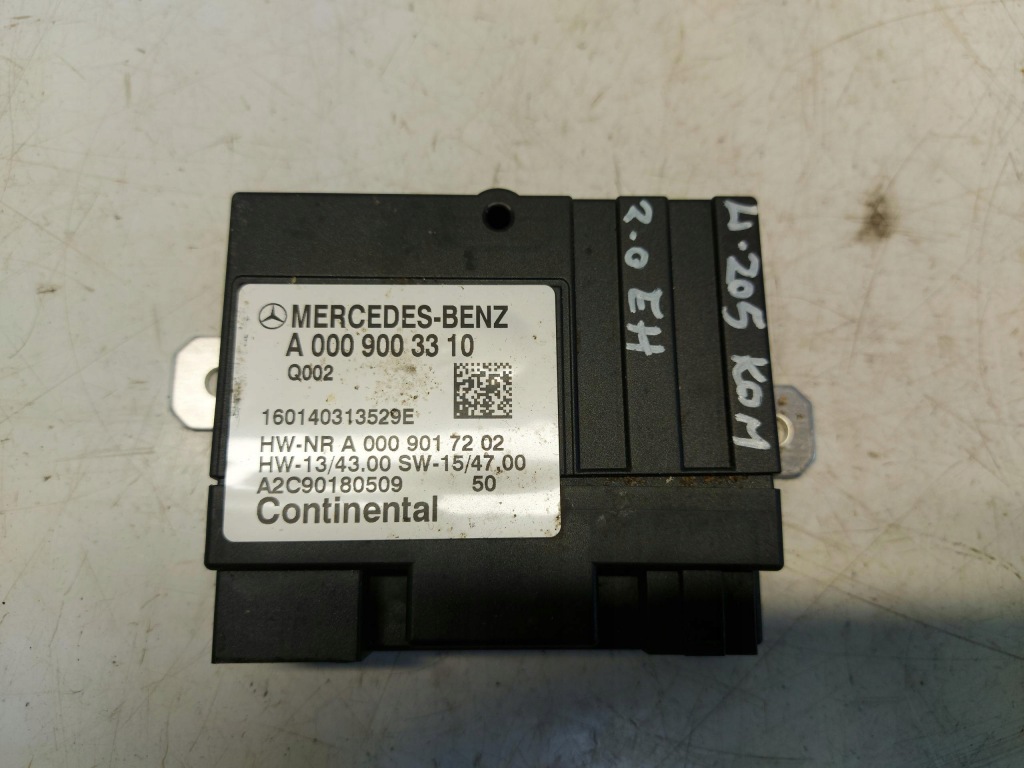 MERCEDES-BENZ
A 000 900 33 10
Q002
160140313529E
HW-NR A 000 901 72 02
HW-13/43.00 SW-15/47.00
A2C90180509 50
Continental
W.205 KOM
2.0 EH